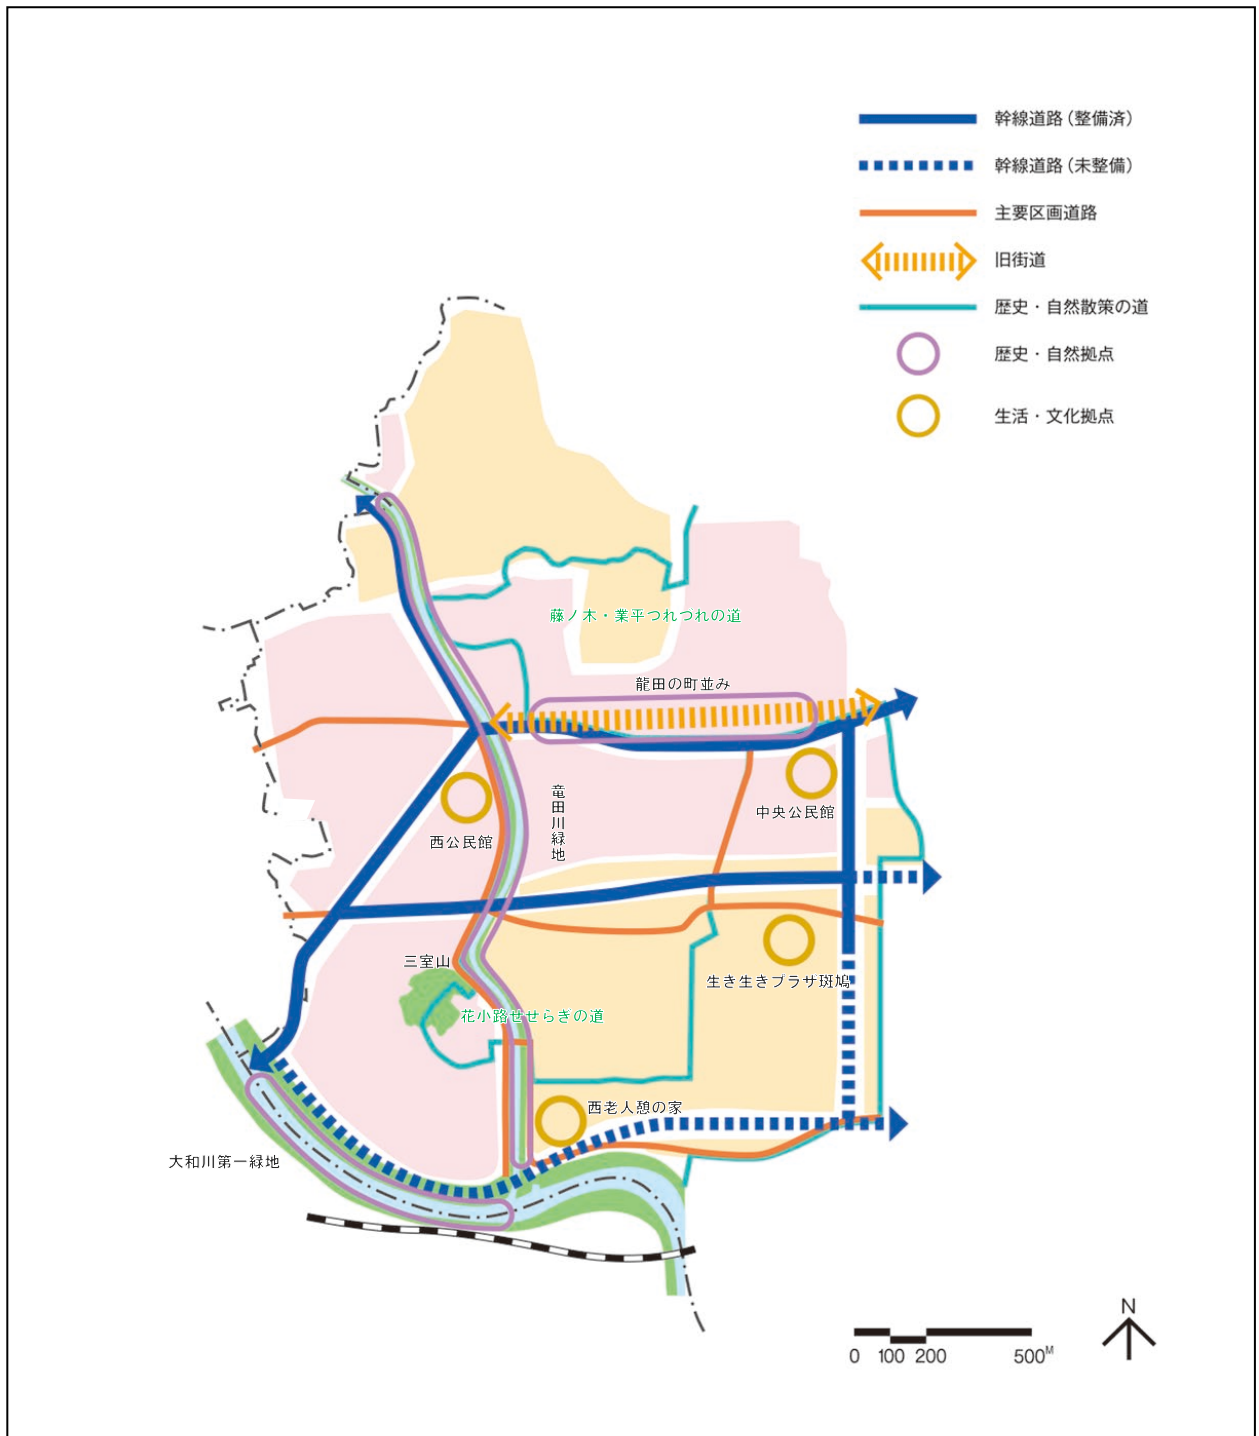 幹線道路（整備済）
幹線道路（未整備）
主要区画道路
旧街道
歴史・自然散策の道
歴史・自然拠点
生活・文化拠点
藤ノ木・業平つれづれの道
龍田の町並み
竜田川緑地
中央公民館
西公民館
三室山
生き生きプラザ斑鳩
花小路せせらぎの道
西老人憩の家
大和川第一緑地
N
0 100 200 500M